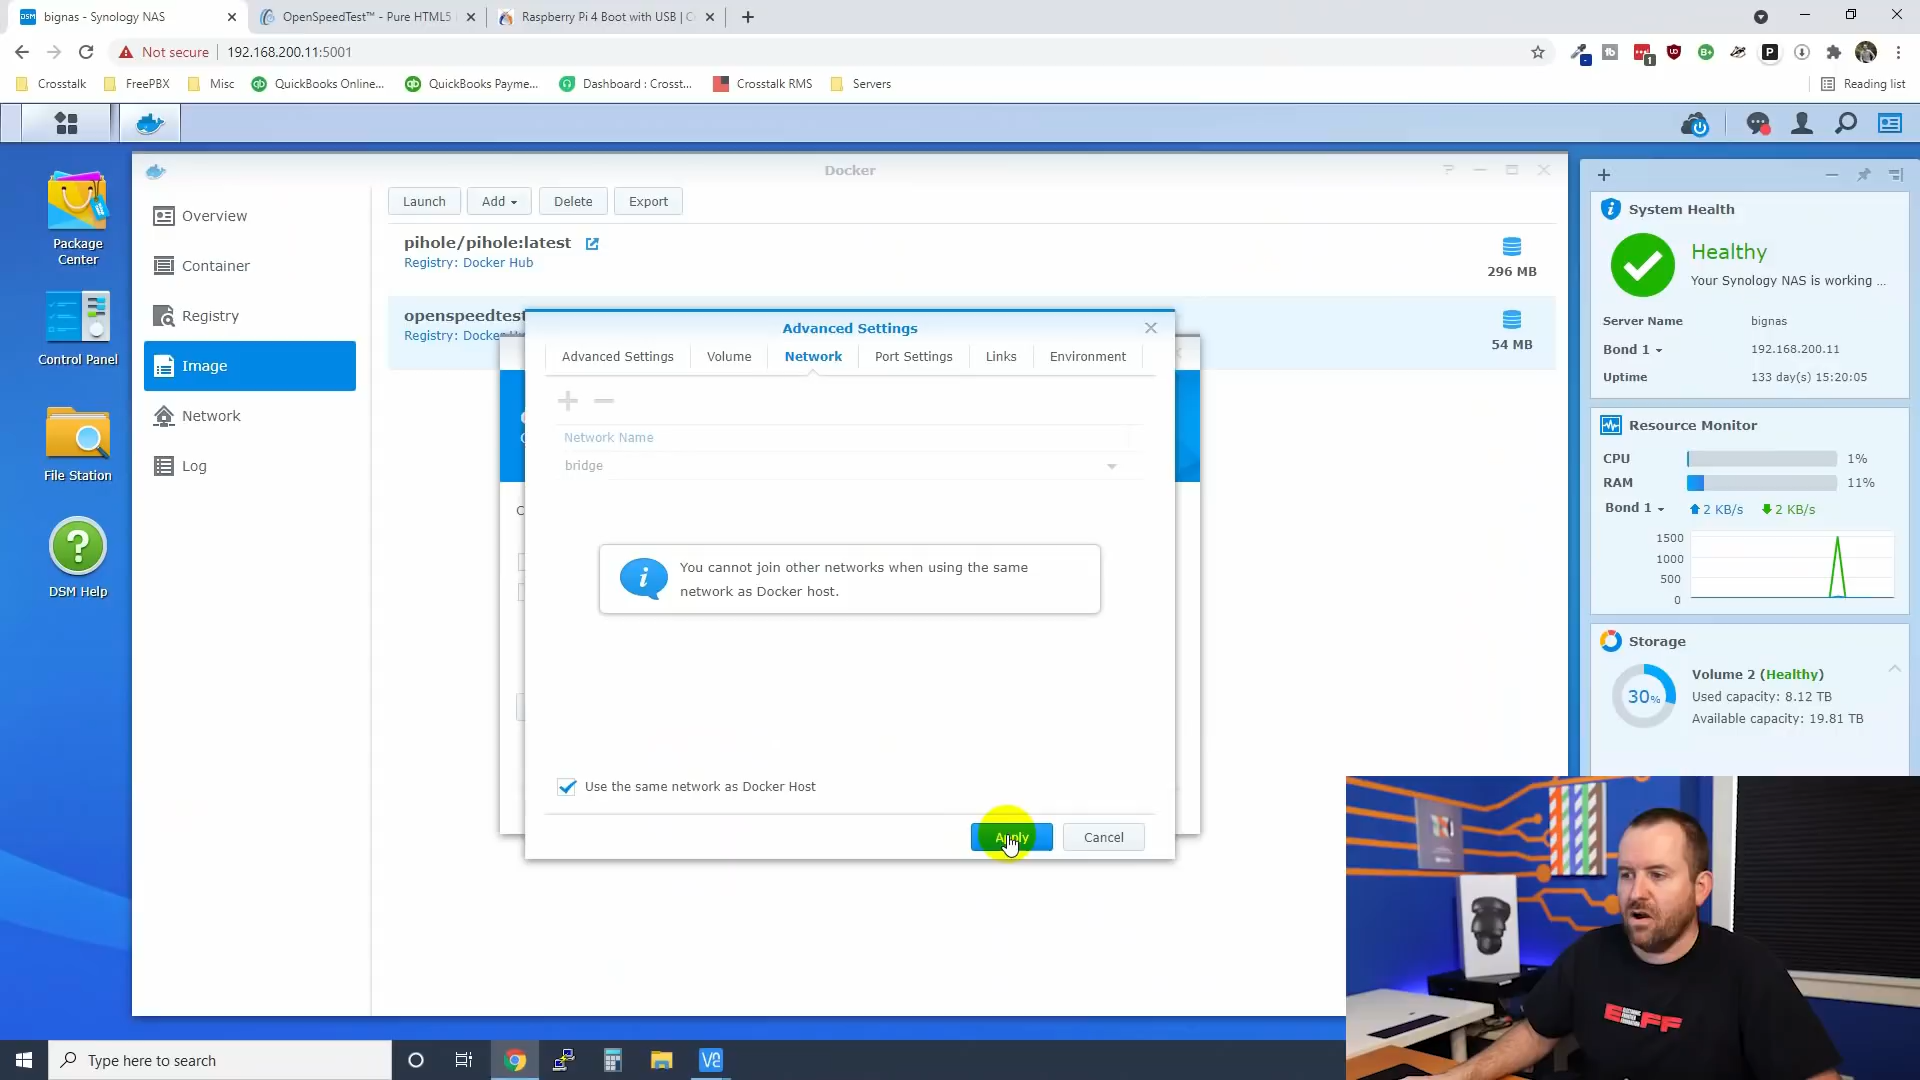 DSM bignas - Synology NAS
OpenSpeedTest™ - Pure HTML5
Raspberry Pi 4 Boot with USB | C
Not secure 192.168.200.11:5001
Crosstalk FreePBX Misc QuickBooks Online... QuickBooks Payme... Dashboard : Crosst... Crosstalk RMS Servers Reading list
Docker
Package
Center
Control Panel
File Station
DSM Help
Overview
Container
Registry
Image
Network
Log
Launch Add Delete Export
pihole/pihole:latest
Registry: Docker Hub
296 MB
openspeedtest
Registry: Docker H
54 MB
Advanced Settings
Advanced Settings Volume Network Port Settings Links Environment
Network Name
bridge
You cannot join other networks when using the same
network as Docker host.
Use the same network as Docker Host
Apply Cancel
System Health
Healthy
Your Synology NAS is working ...
Server Name bignas
Bond 1 192.168.200.11
Uptime 133 day(s) 15:20:05
Resource Monitor
CPU 1%
RAM 11%
Bond 1 2 KB/s 2 KB/s
1500
1000
500
0
Storage
30%
Volume 2 (Healthy)
Used capacity: 8.12 TB
Available capacity: 19.81 TB
EFF
Type here to search